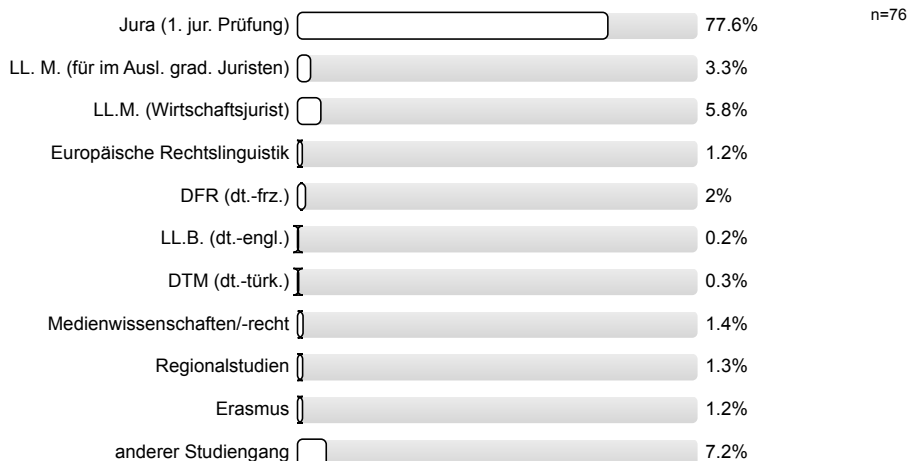 Jura (1. jur. Prüfung) 77.6% n=76
LL. M. (für im Ausl. grad. Juristen) 3.3%
LL.M. (Wirtschaftsjurist) 5.8%
Europäische Rechtslinguistik 1.2%
DFR (dt.-frz.) 2%
LL.B. (dt.-engl.) 0.2%
DTM (dt.-türk.) 0.3%
Medienwissenschaften/-recht 1.4%
Regionalstudien 1.3%
Erasmus 1.2%
anderer Studiengang 7.2%